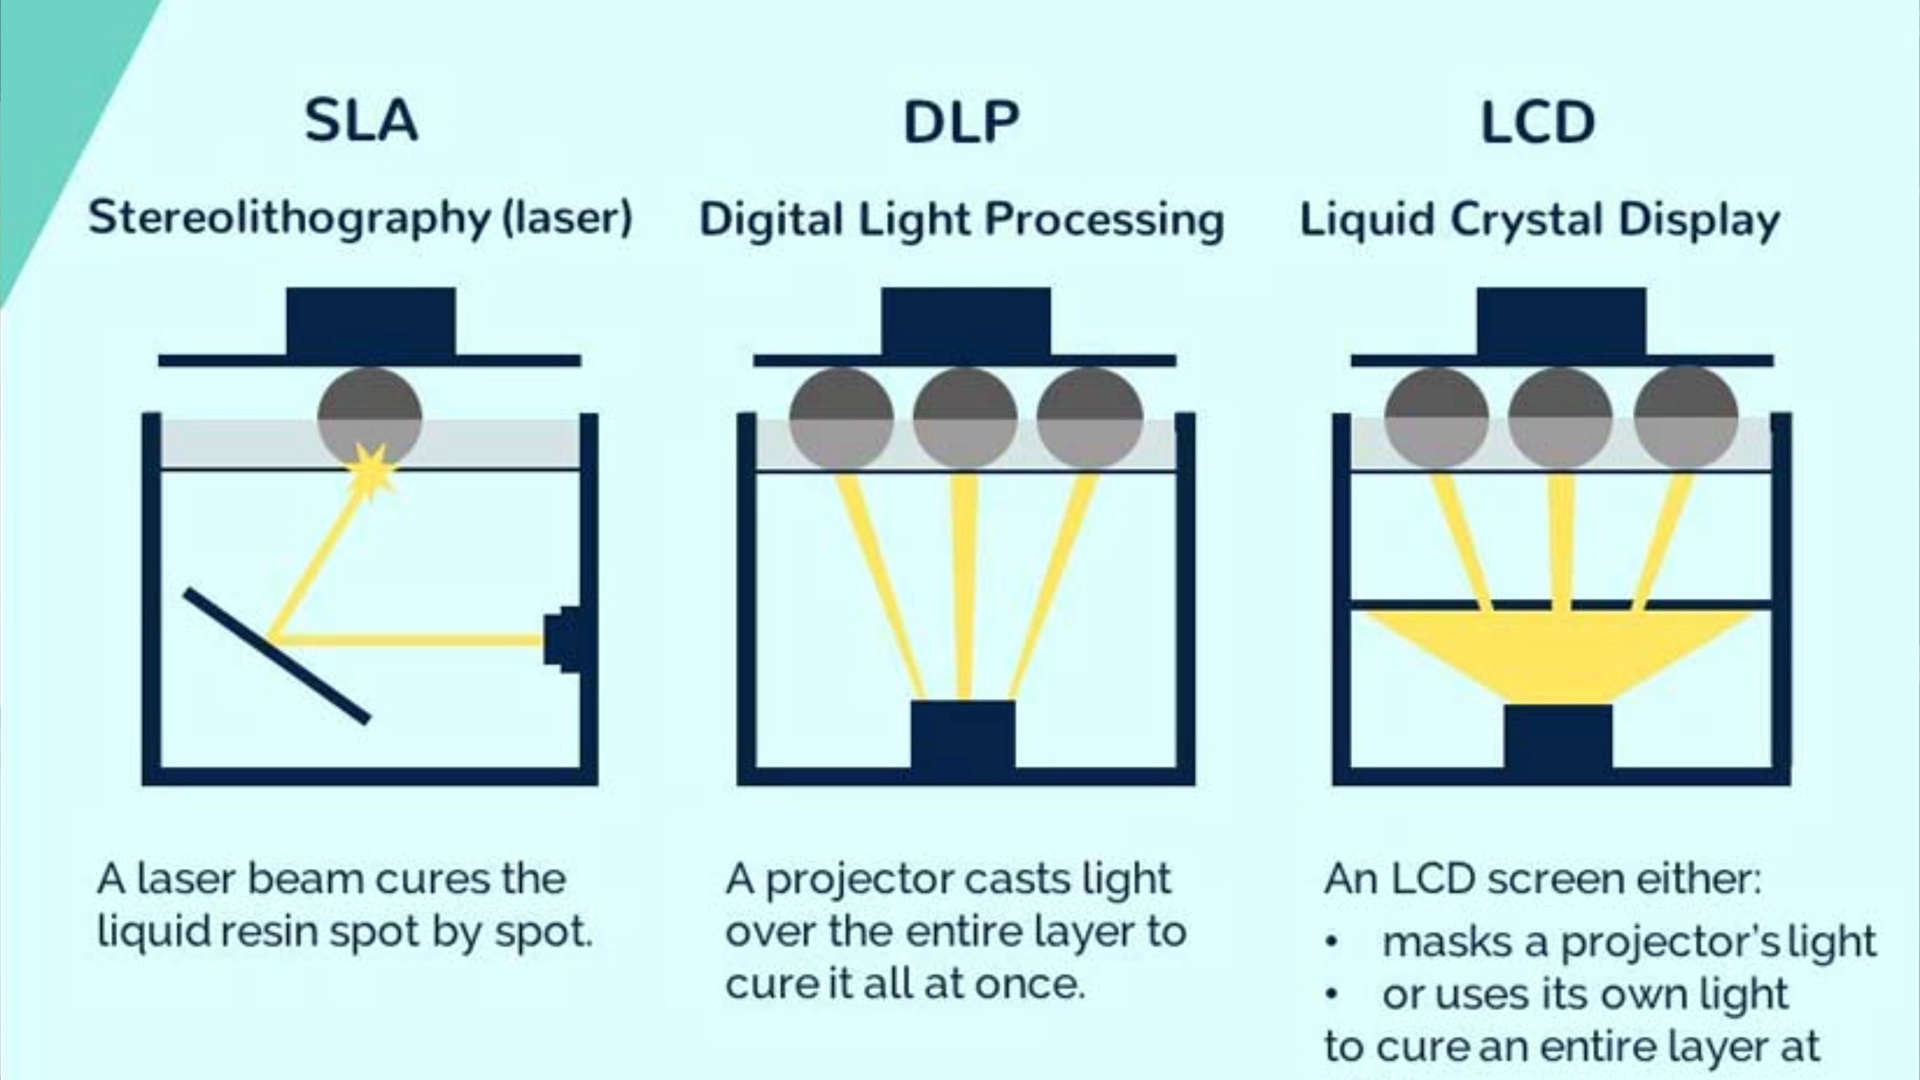 SLA
Stereolithography (laser)
A laser beam cures the
liquid resin spot by spot.
DLP
Digital Light Processing
A projector casts light
over the entire layer to
cure it all at once.
LCD
Liquid Crystal Display
An LCD screen either:
• masks a projector's light
• or uses its own light
to cure an entire layer at